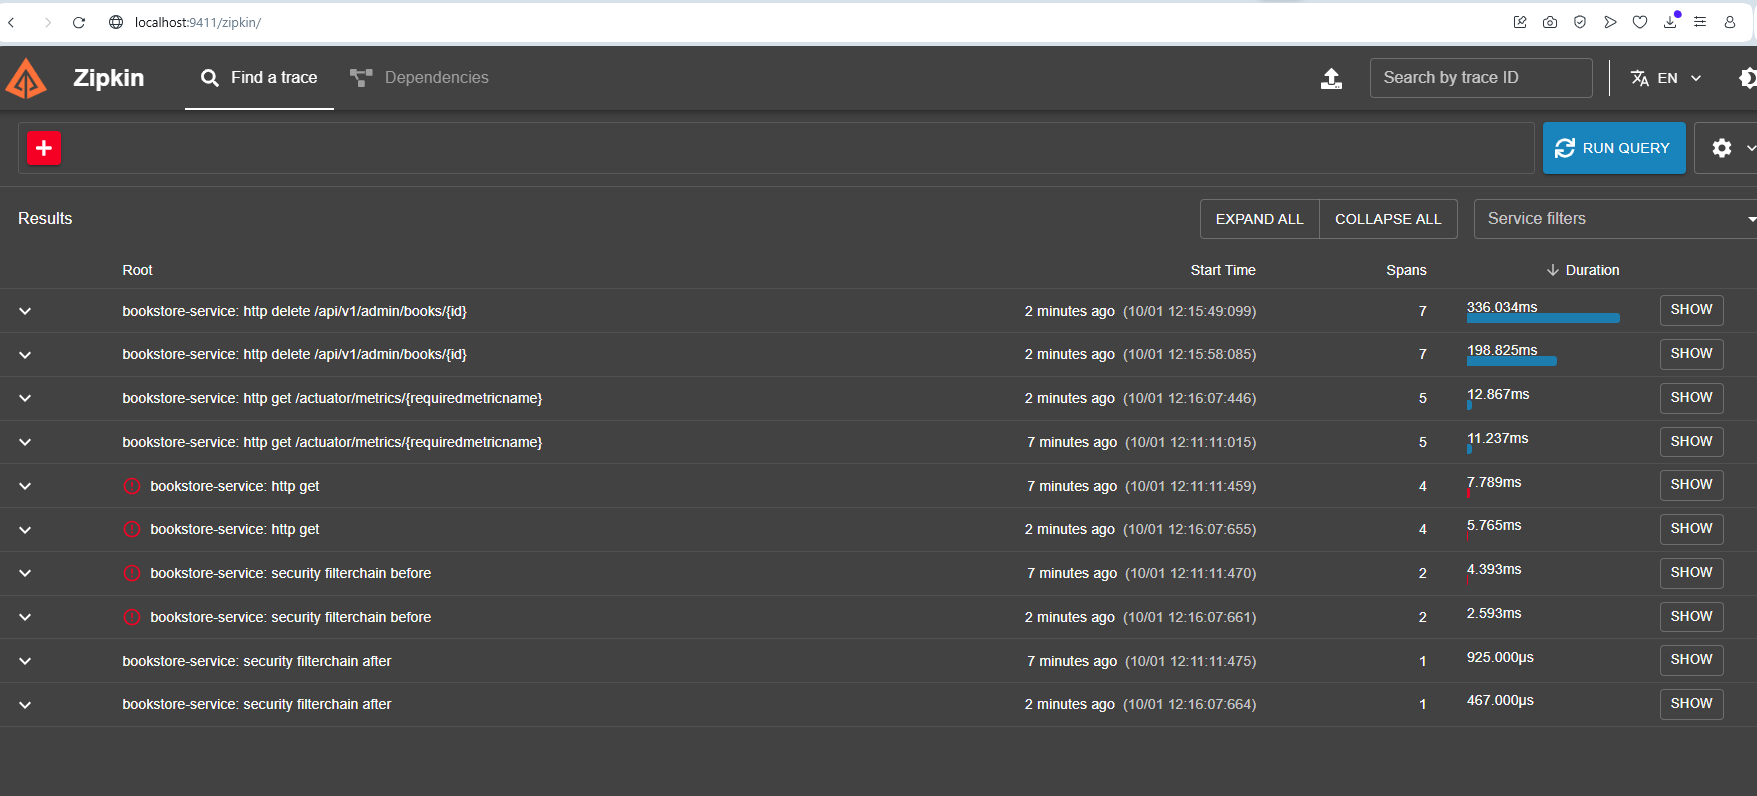 localhost:9411/zipkin/
Zipkin
Find a trace
Dependencies
Search by trace ID
EN
RUN QUERY
Results
EXPAND ALL
COLLAPSE ALL
Service filters
Root Start Time Spans Duration
bookstore-service: http delete /api/v1/admin/books/{id} 2 minutes ago (10/01 12:15:49:099) 7 336.034ms SHOW
bookstore-service: http delete /api/v1/admin/books/{id} 2 minutes ago (10/01 12:15:58:085) 7 198.825ms SHOW
bookstore-service: http get /actuator/metrics/{requiredmetricname} 2 minutes ago (10/01 12:16:07:446) 5 12.867ms SHOW
bookstore-service: http get /actuator/metrics/{requiredmetricname} 7 minutes ago (10/01 12:11:11:015) 5 11.237ms SHOW
bookstore-service: http get 7 minutes ago (10/01 12:11:11:459) 4 7.789ms SHOW
bookstore-service: http get 2 minutes ago (10/01 12:16:07:655) 4 5.765ms SHOW
bookstore-service: security filterchain before 7 minutes ago (10/01 12:11:11:470) 2 4.393ms SHOW
bookstore-service: security filterchain before 2 minutes ago (10/01 12:16:07:661) 2 2.593ms SHOW
bookstore-service: security filterchain after 7 minutes ago (10/01 12:11:11:475) 1 925.000μs SHOW
bookstore-service: security filterchain after 2 minutes ago (10/01 12:16:07:664) 1 467.000μs SHOW